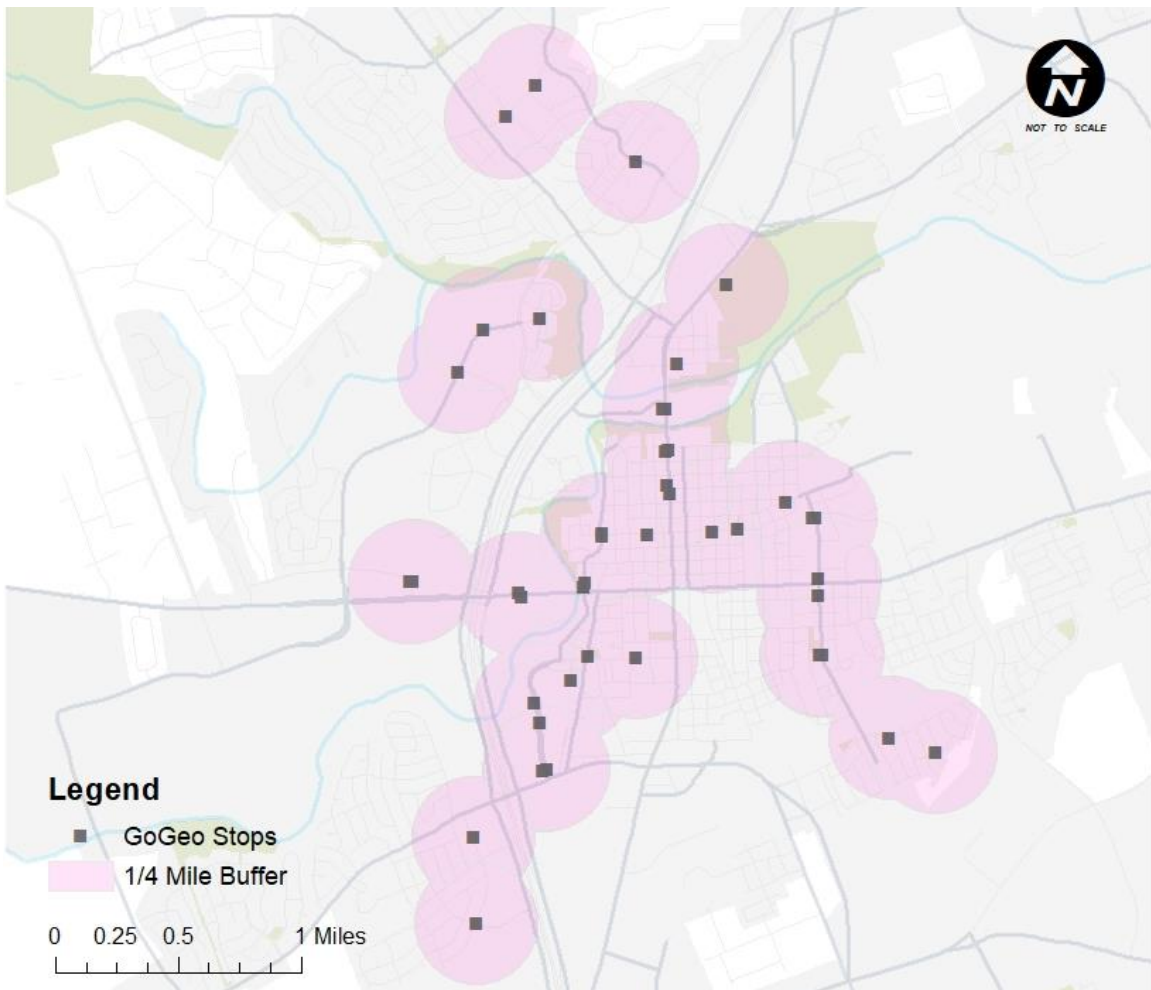 N
NOT TO SCALE
Legend
GoGeo Stops
1/4 Mile Buffer
0 0.25 0.5 1 Miles